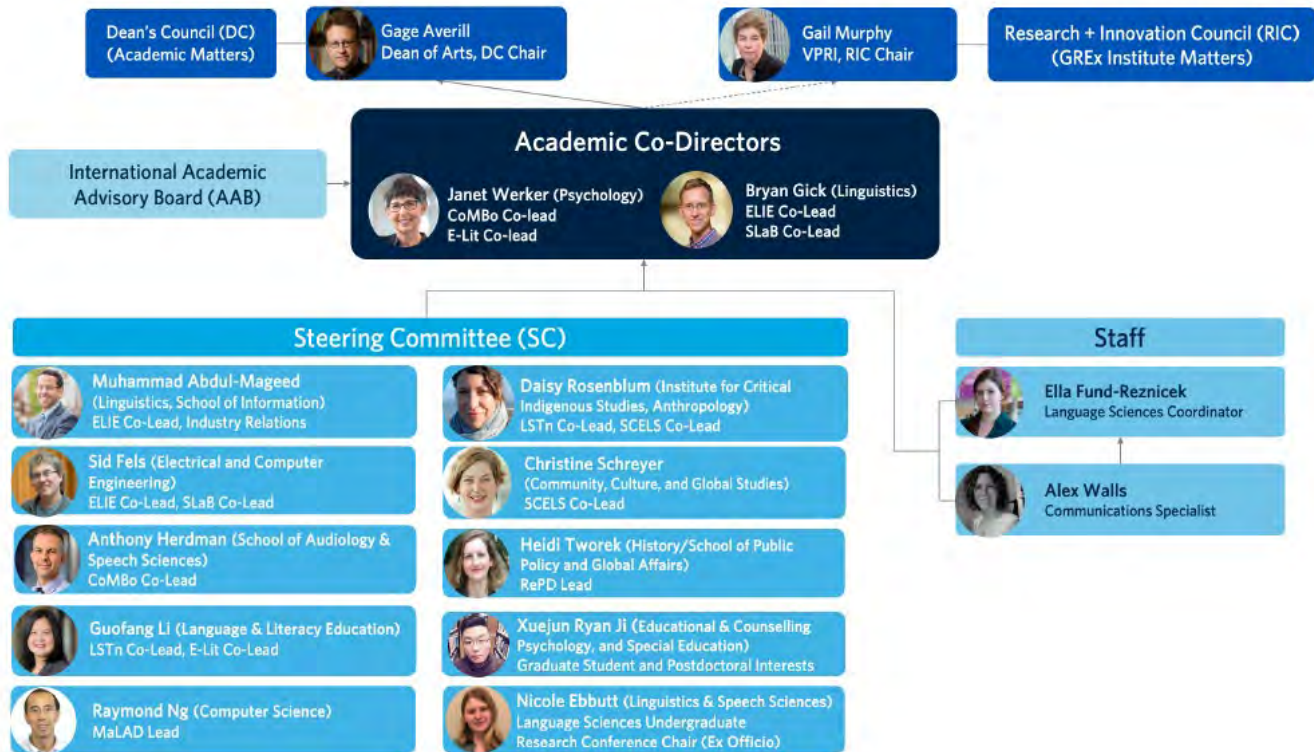 Dean's Council (DC)
(Academic Matters)
Gage Averill
Dean of Arts, DC Chair
Gail Murphy
VPRI, RIC Chair
Research + Innovation Council (RIC)
(GREx Institute Matters)
International Academic
Advisory Board (AAB)
Academic Co-Directors
Janet Werker (Psychology)
CoMBo Co-lead
E-Lit Co-lead
Bryan Gick (Linguistics)
ELIE Co-Lead
SLaB Co-Lead
Steering Committee (SC)
Muhammad Abdul-Mageed
(Linguistics, School of Information)
ELIE Co-Lead, Industry Relations
Sid Fels (Electrical and Computer
Engineering)
ELIE Co-Lead, SLaB Co-Lead
Anthony Herdman (School of Audiology &
Speech Sciences)
CoMBo Co-Lead
Guofang Li (Language & Literacy Education)
LSTn Co-Lead, E-Lit Co-Lead
Raymond Ng (Computer Science)
MaLAD Lead
Daisy Rosenblum (Institute for Critical
Indigenous Studies, Anthropology)
LSTn Co-Lead, SCELS Co-Lead
Christine Schreyer
(Community, Culture, and Global Studies)
SCELS Co-Lead
Heidi Tworek (History/School of Public
Policy and Global Affairs)
RePD Lead
Xuejun Ryan Ji (Educational & Counselling
Psychology, and Special Education)
Graduate Student and Postdoctoral Interests
Nicole Ebbutt (Linguistics & Speech Sciences)
Language Sciences Undergraduate
Research Conference Chair (Ex Officio)
Staff
Ella Fund-Reznicek
Language Sciences Coordinator
Alex Walls
Communications Specialist